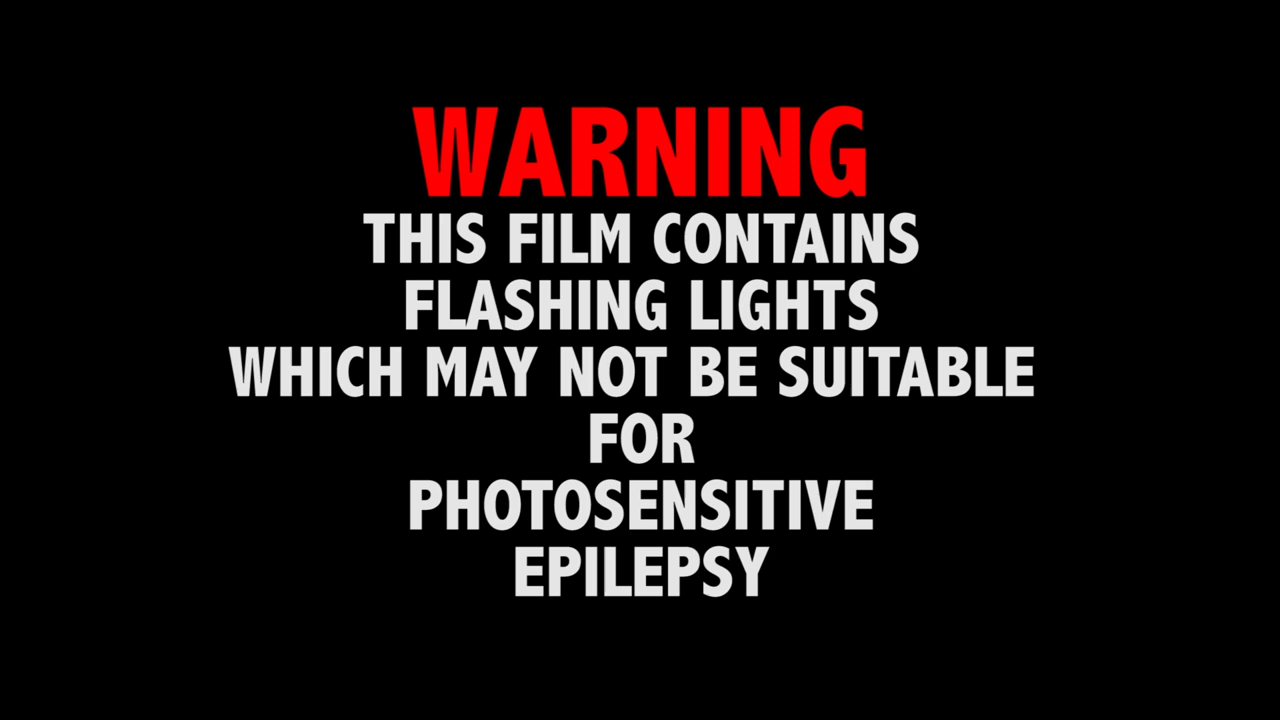 WARNING
THIS FILM CONTAINS
FLASHING LIGHTS
WHICH MAY NOT BE SUITABLE
FOR
PHOTOSENSITIVE
EPILEPSY